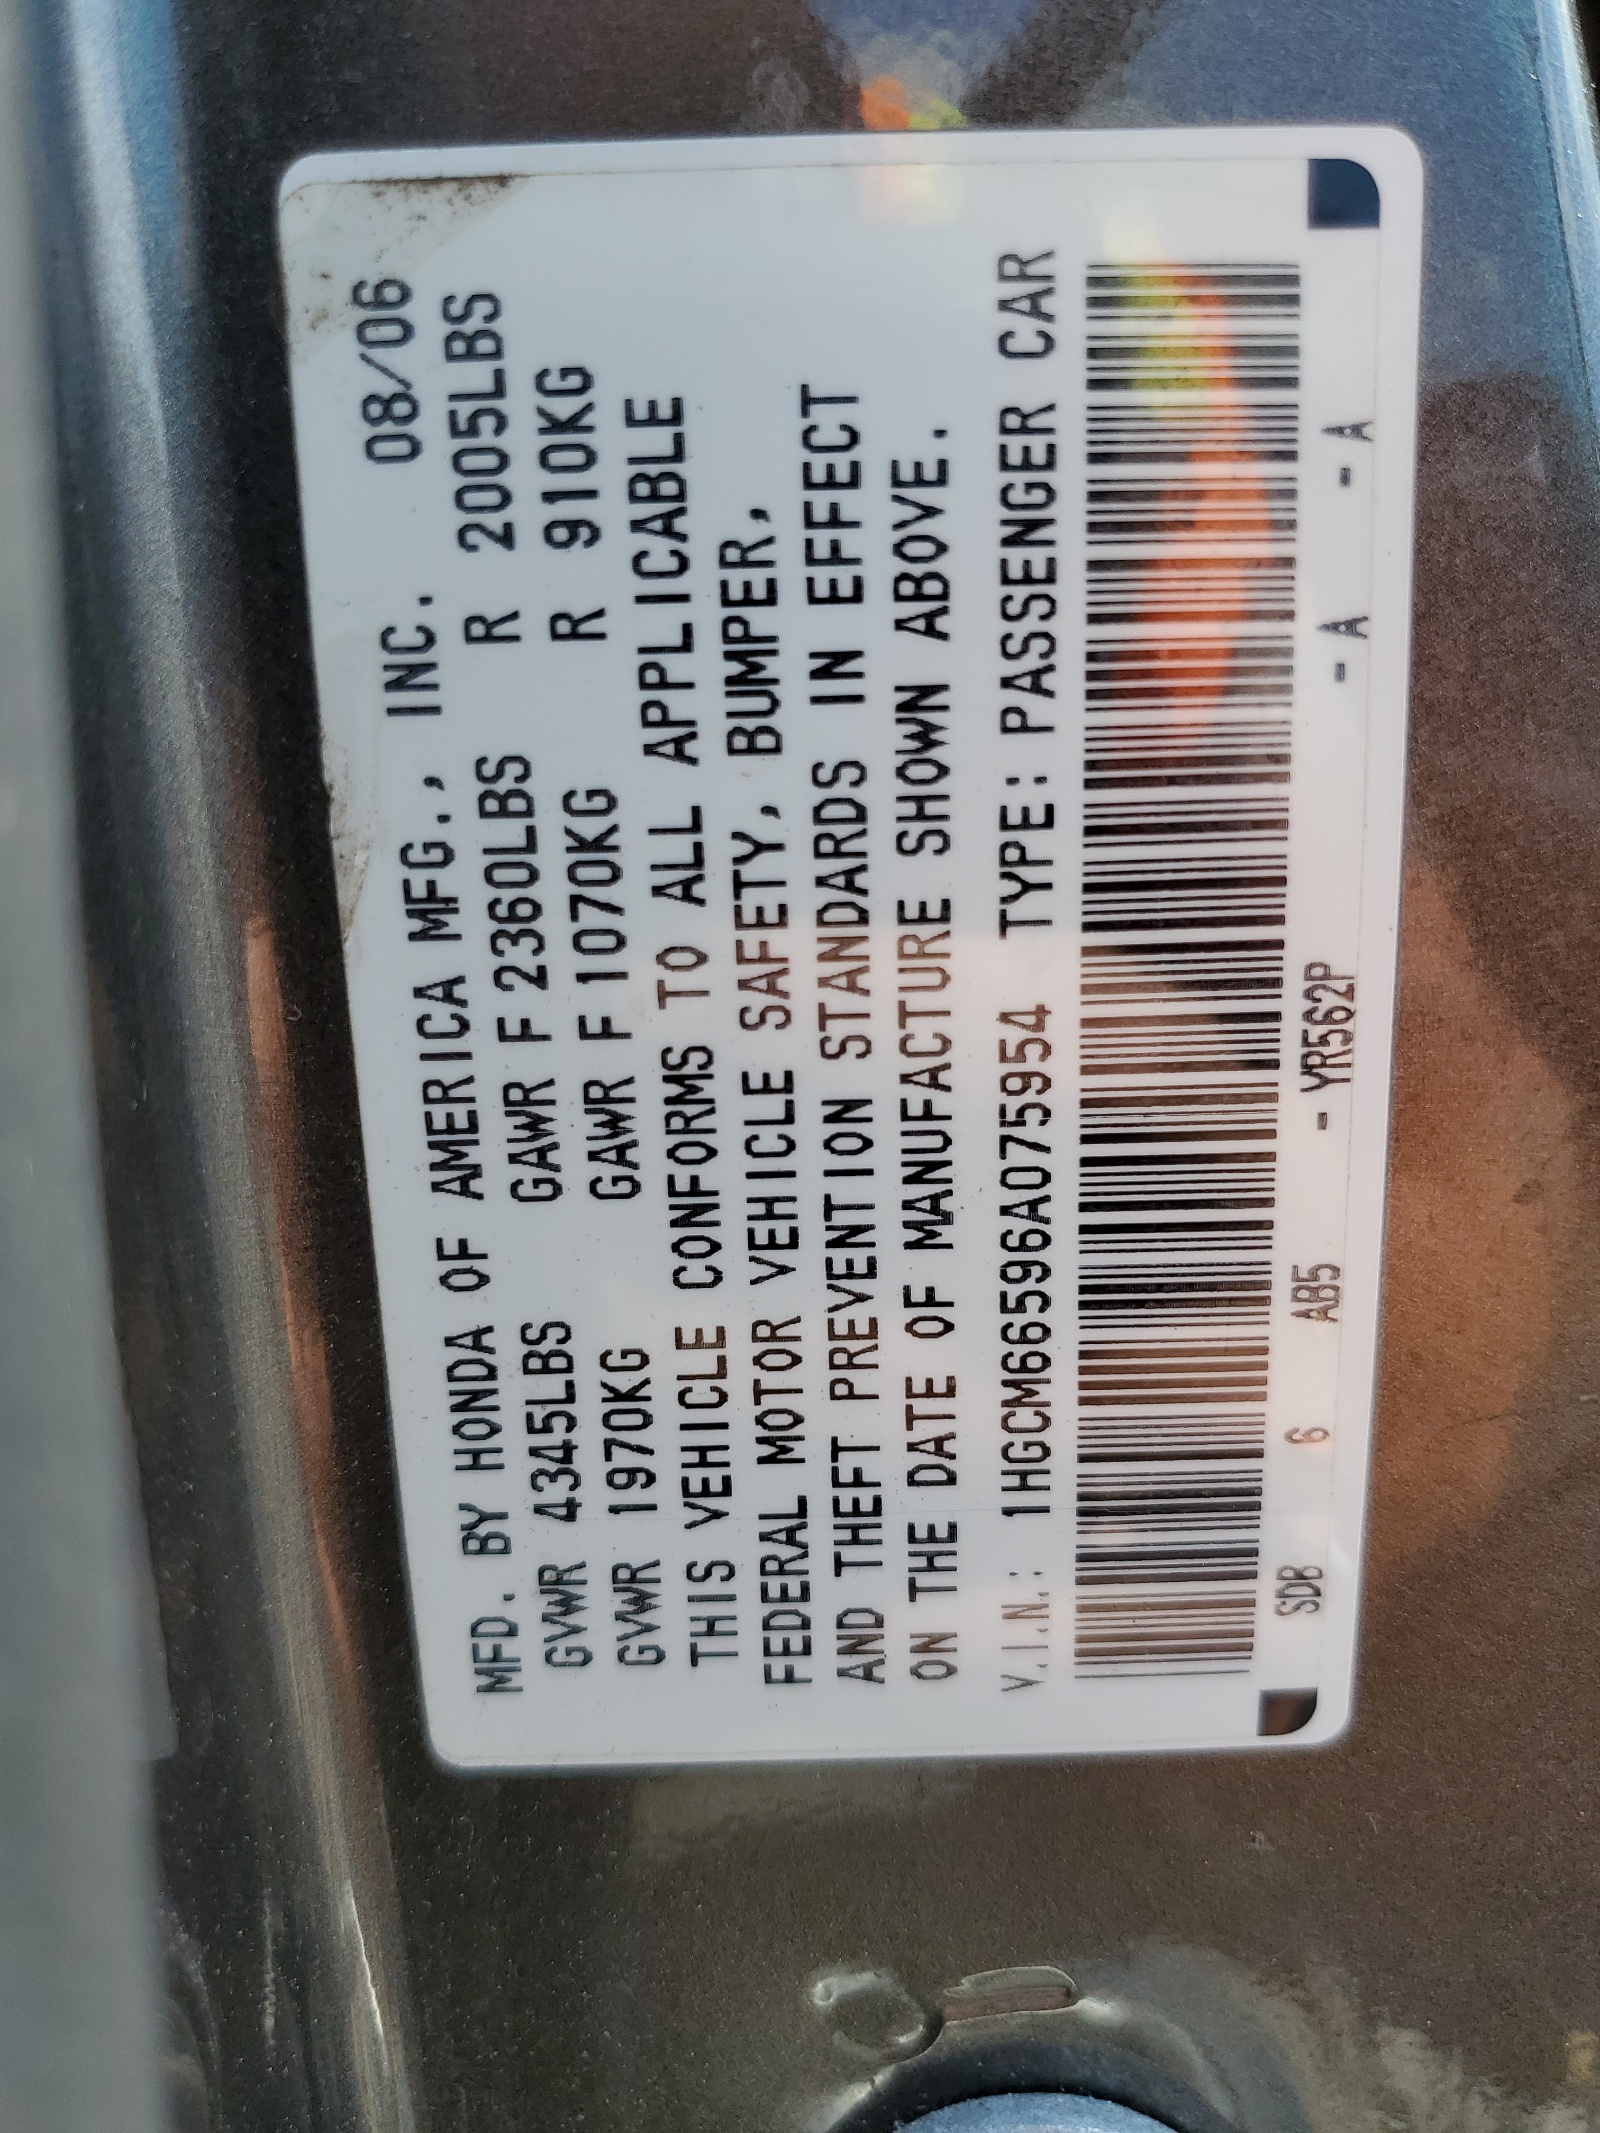 MFD. BY HONDA OF AMERICA MFG., INC. 08/06
GVWR 4345LBS GAWR F 2360LBS R 2005LBS
GVWR 1970KG GAWR F 1070KG R 910KG
THIS VEHICLE CONFORMS TO ALL APPLICABLE
FEDERAL MOTOR VEHICLE SAFETY, BUMPER,
AND THEFT PREVENTION STANDARDS IN EFFECT
ON THE DATE OF MANUFACTURE SHOWN ABOVE.
V.I.N.: 1HGCM66596A075954 TYPE: PASSENGER CAR
SDB 6 AB5 - YR562P - A - A